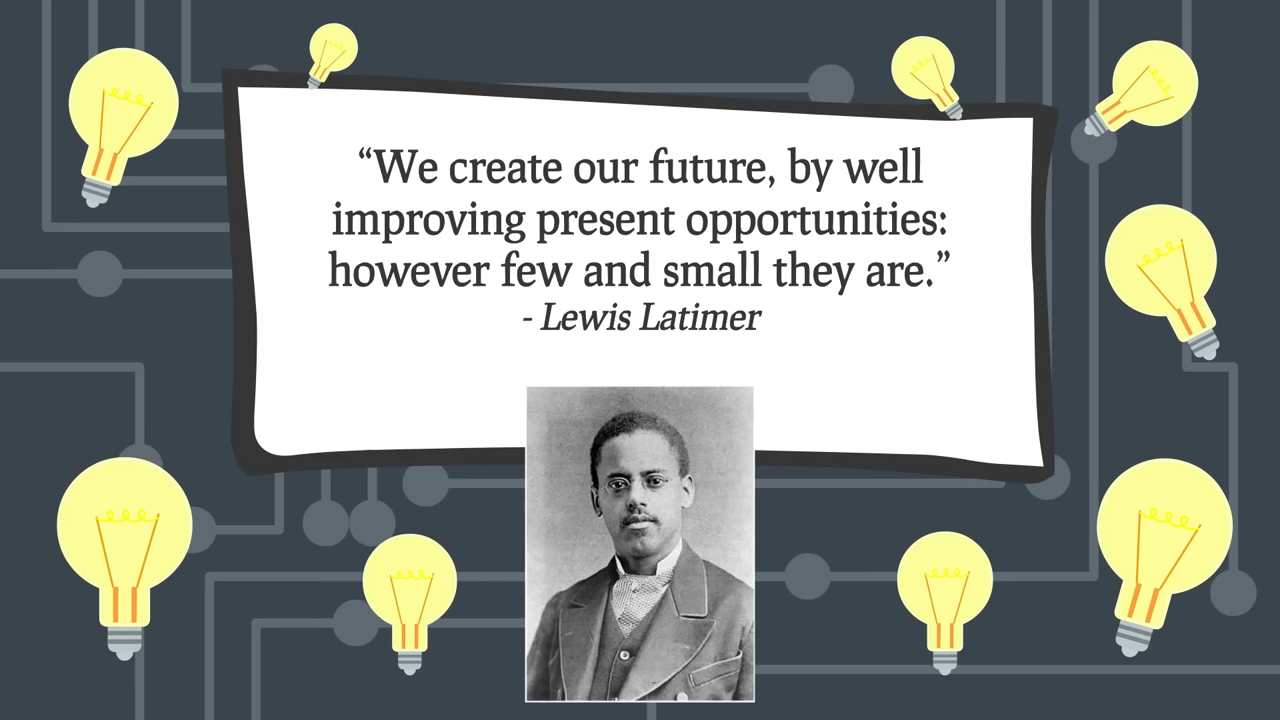 “We create our future, by well
improving present opportunities:
however few and small they are.”
- Lewis Latimer